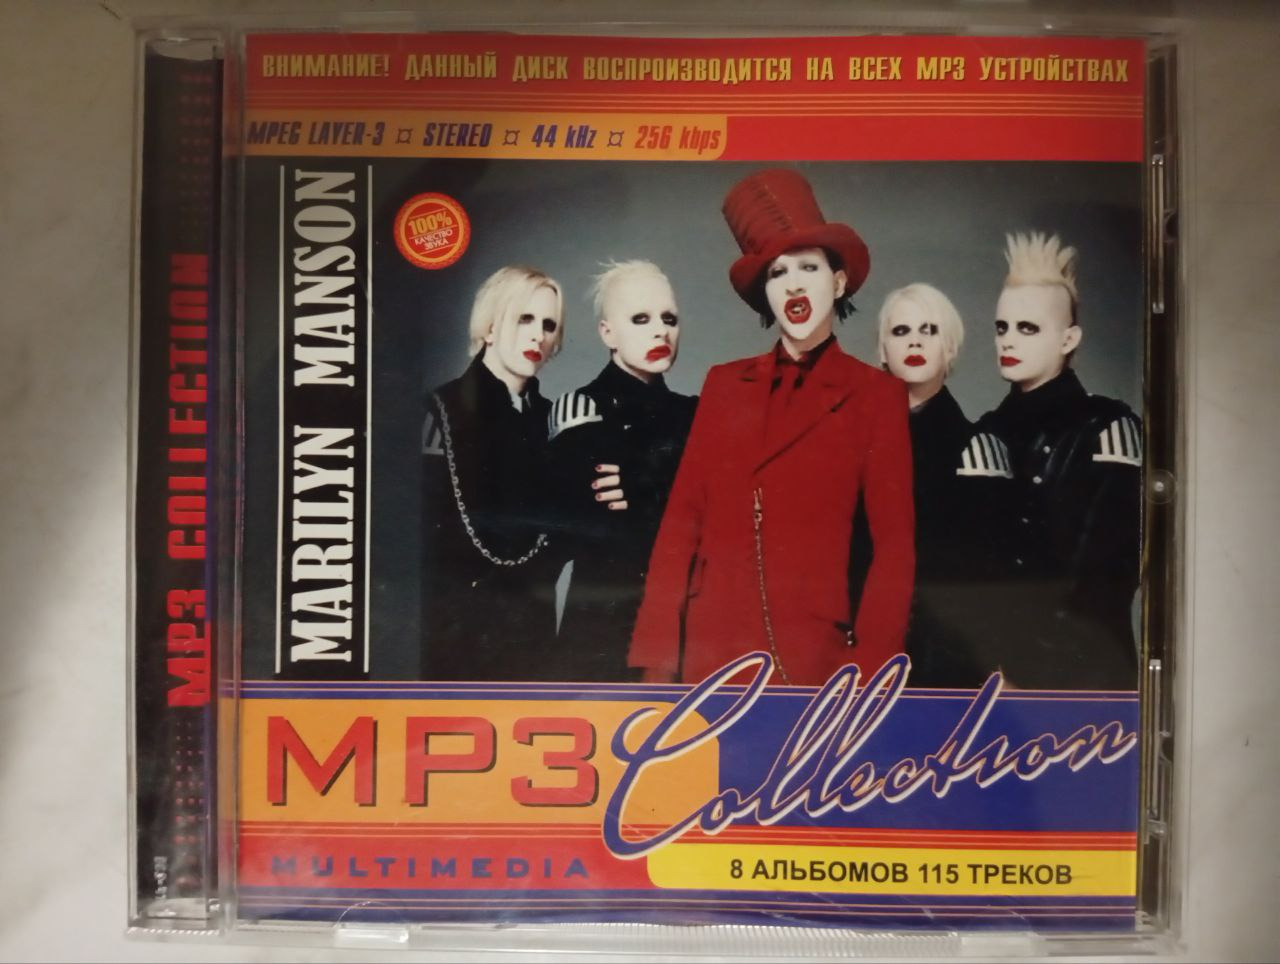 ВНИМАНИЕ! ДАННЫЙ ДИСК ВОСПРОИЗВОДИТСЯ НА ВСЕХ MP3 УСТРОЙСТВАХ
MPEG LAYER-3 ¤ STEREO ¤ 44 kHz ¤ 256 kbps
MARILYN MANSON
100%
КАЧЕСТВО
ЗВУКА
MP3 COLLECTION
MP3 Collection
MULTIMEDIA
8 АЛЬБОМОВ 115 ТРЕКОВ